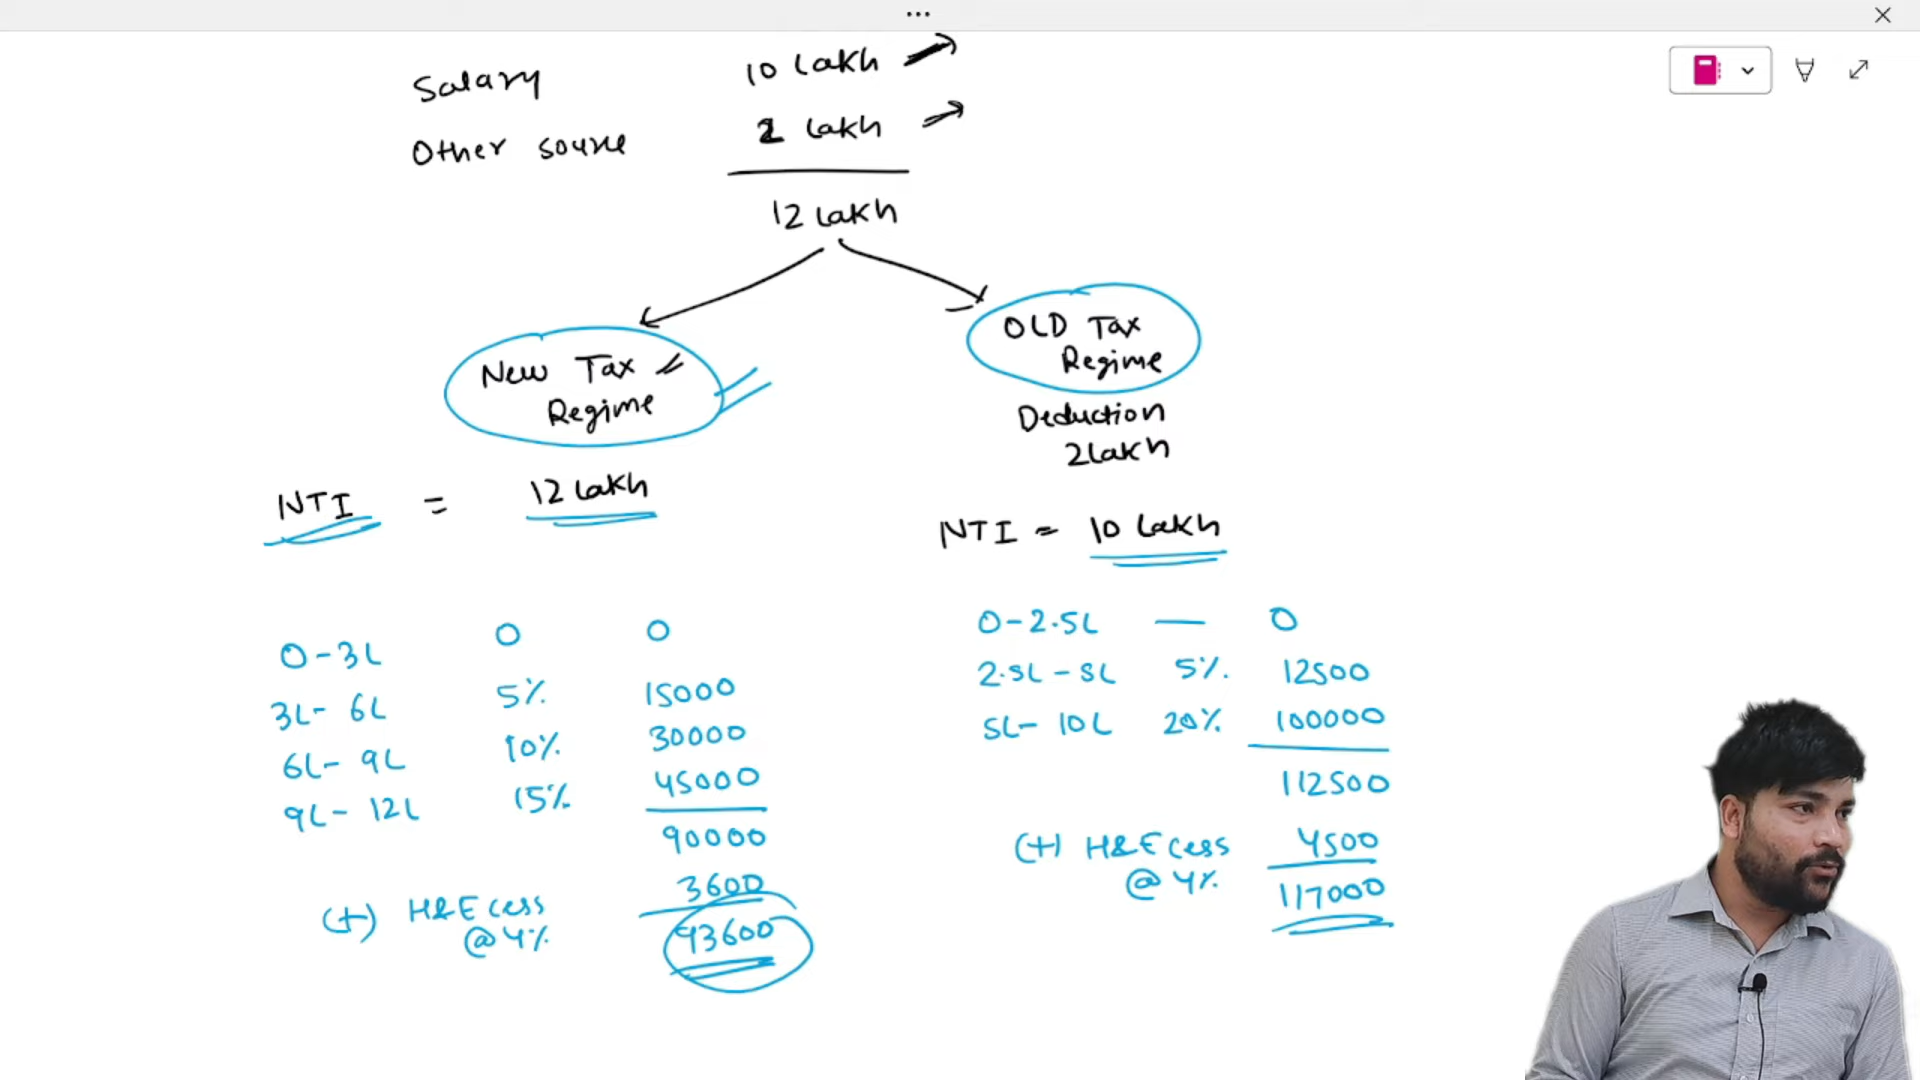 Salary 10 Lakh
Other source 2 Lakh
12 Lakh
New Tax
Regime
OLD Tax
Regime
Deduction
2 Lakh
NTI = 12 Lakh
NTI = 10 Lakh
0-3L 0 0
3L- 6L 5% 15000
6L- 9L 10% 30000
9L- 12L 15% 45000
90000
3600
(+) H&E Cess
@ 4%
93600
0-2.5L — 0
2.5L-5L 5% 12500
5L- 10L 20% 100000
112500
(+) H&E Cess 4500
@ 4%
117000